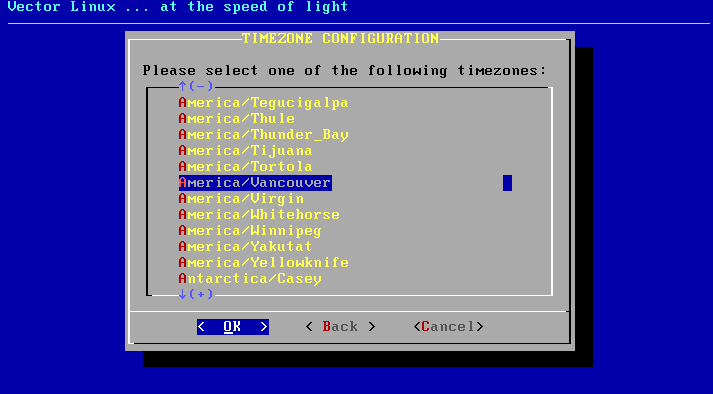 Vector Linux ... at the speed of light
TIMEZONE CONFIGURATION
Please select one of the following timezones:
↑(-)
America/Tegucigalpa
America/Thule
America/Thunder_Bay
America/Tijuana
America/Tortola
America/Vancouver
America/Virgin
America/Whitehorse
America/Winnipeg
America/Yakutat
America/Yellowknife
Antarctica/Casey
↓(+)
< OK > < Back > <Cancel>